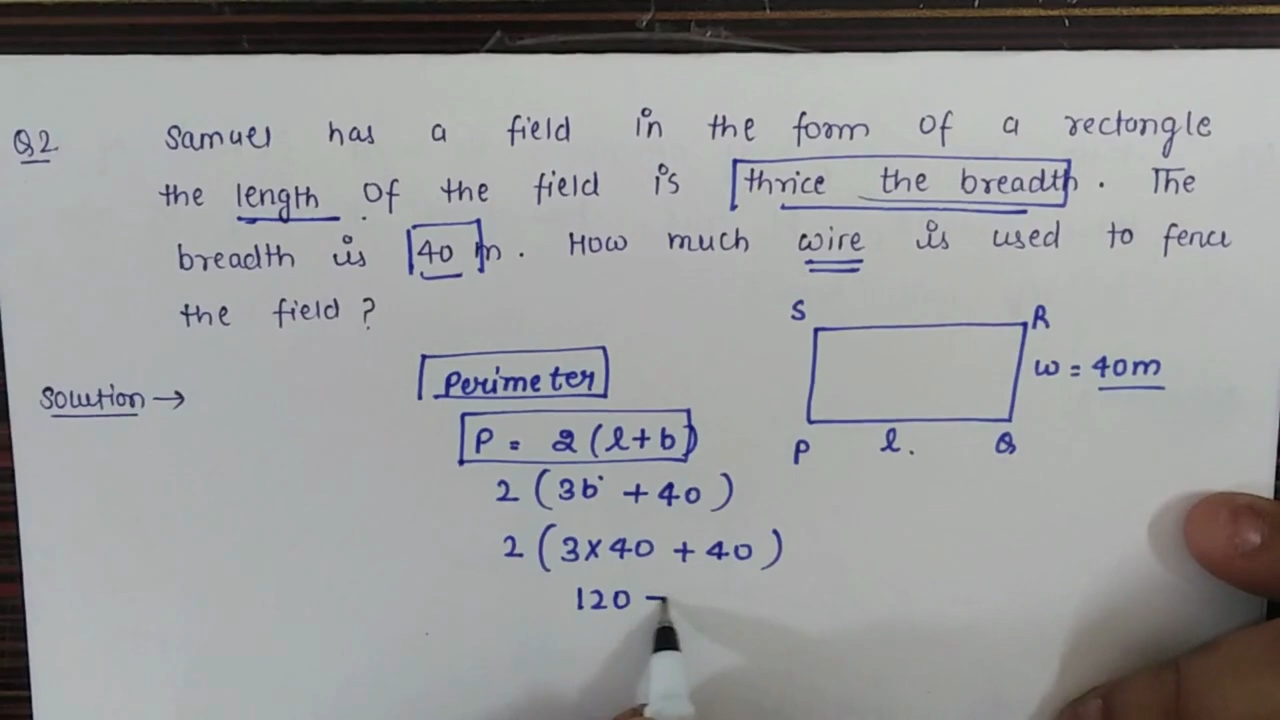 Q2 Samuel has a field in the form of a rectangle
the length of the field is thrice the breadth. The
breadth is 40 m. How much wire is used to fence
the field?
S R
w = 40m
P l. Q
Solution →
Perimeter
P = 2(l+b)
2(3b + 40)
2(3×40 + 40)
120 -